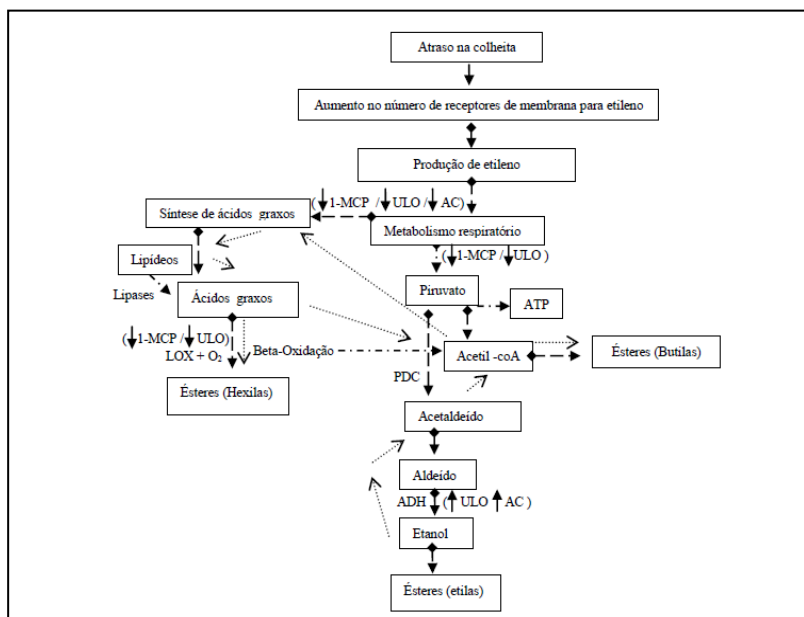 Atraso na colheita
Aumento no número de receptores de membrana para etileno
Produção de etileno
(↓1-MCP /↓ULO /↓ AC)
Síntese de ácidos graxos
Metabolismo respiratório
(↓1-MCP /↓ULO )
Lipídeos
Lipases
Ácidos graxos
Piruvato
ATP
(↓1-MCP /↓ULO)
LOX + O₂
Beta-Oxidação
Acetil -coA
Ésteres (Butilas)
PDC
Ésteres (Hexilas)
Acetaldeído
Aldeído
ADH
(↑ ULO ↑ AC )
Etanol
Ésteres (etilas)